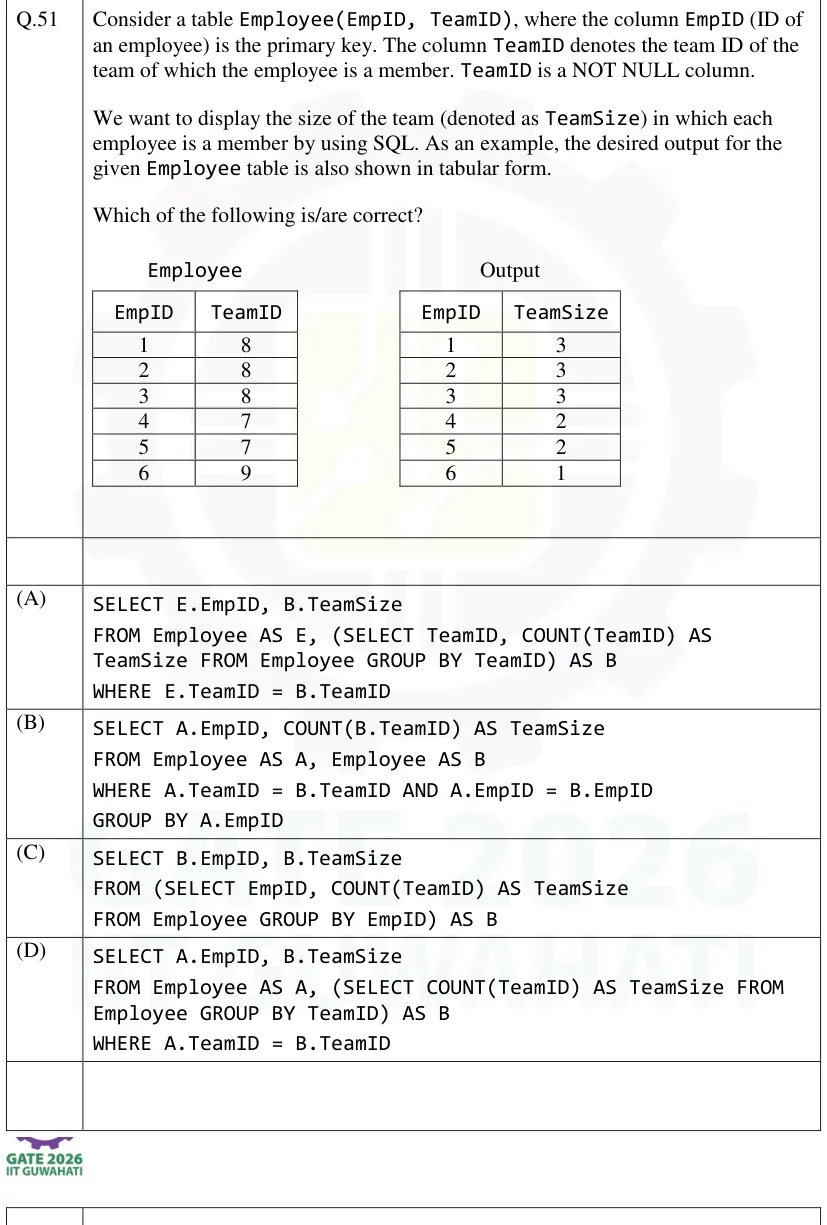 Q.51 Consider a table Employee(EmpID, TeamID), where the column EmpID (ID of
an employee) is the primary key. The column TeamID denotes the team ID of the
team of which the employee is a member. TeamID is a NOT NULL column.
We want to display the size of the team (denoted as TeamSize) in which each
employee is a member by using SQL. As an example, the desired output for the
given Employee table is also shown in tabular form.
Which of the following is/are correct?
Employee Output
EmpID TeamID EmpID TeamSize
1 8 1 3
2 8 2 3
3 8 3 3
4 7 4 2
5 7 5 2
6 9 6 1
(A) SELECT E.EmpID, B.TeamSize
FROM Employee AS E, (SELECT TeamID, COUNT(TeamID) AS
TeamSize FROM Employee GROUP BY TeamID) AS B
WHERE E.TeamID = B.TeamID
(B) SELECT A.EmpID, COUNT(B.TeamID) AS TeamSize
FROM Employee AS A, Employee AS B
WHERE A.TeamID = B.TeamID AND A.EmpID = B.EmpID
GROUP BY A.EmpID
(C) SELECT B.EmpID, B.TeamSize
FROM (SELECT EmpID, COUNT(TeamID) AS TeamSize
FROM Employee GROUP BY EmpID) AS B
(D) SELECT A.EmpID, B.TeamSize
FROM Employee AS A, (SELECT COUNT(TeamID) AS TeamSize FROM
Employee GROUP BY TeamID) AS B
WHERE A.TeamID = B.TeamID
GATE 2026
IIT GUWAHATI
GATE 2026
IIT GUWAHATI